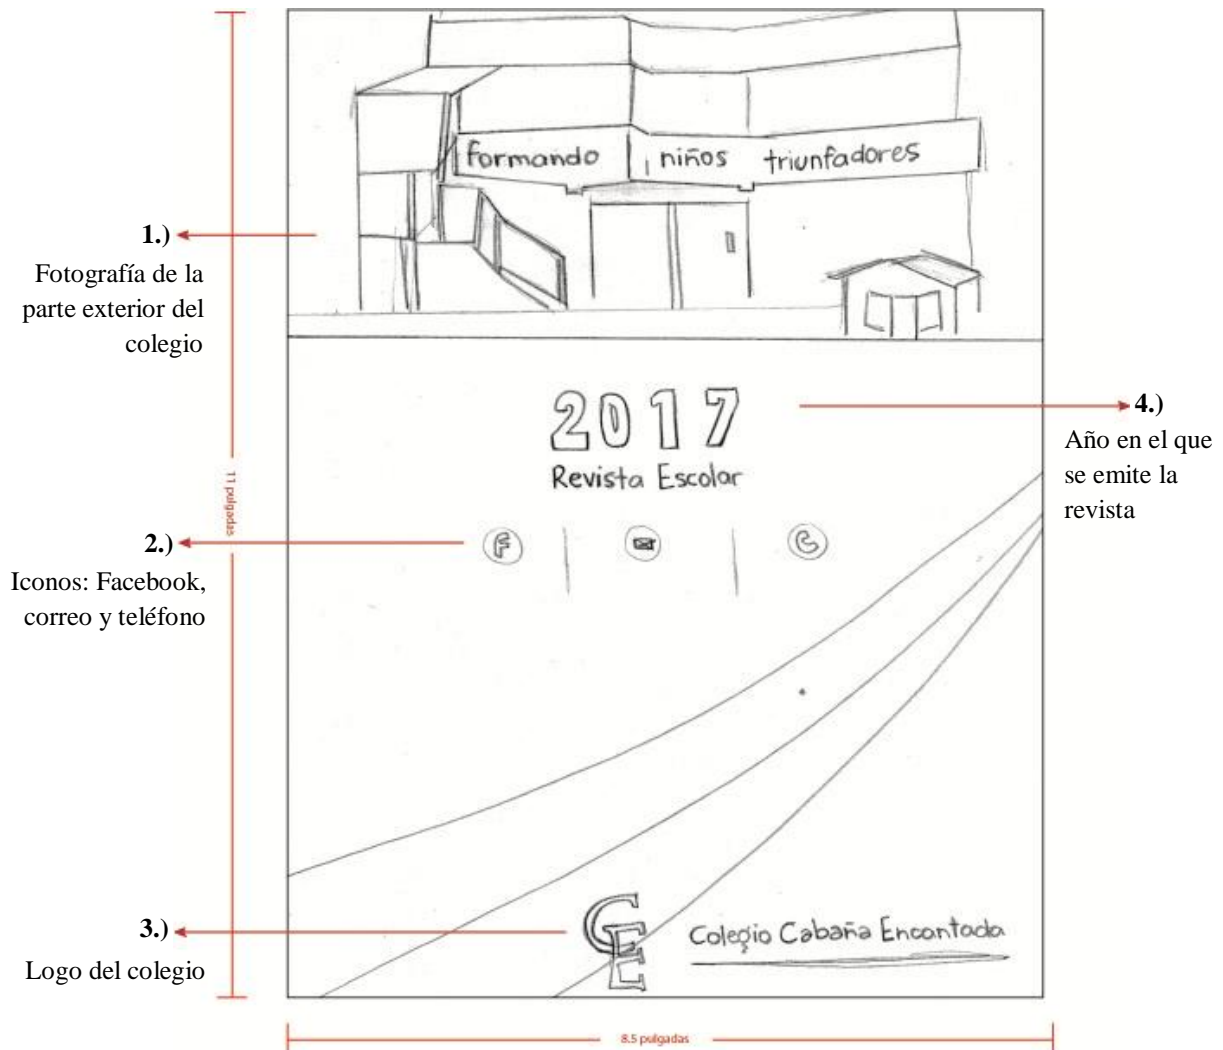 formando niños triunfadores
1.)
Fotografía de la
parte exterior del
colegio
2017
Revista Escolar
4.)
Año en el que
se emite la
revista
11 pulgadas
2.)
Iconos: Facebook,
correo y teléfono
F
3.)
Logo del colegio
CE
Colegio Cabaña Encantada
8.5 pulgadas